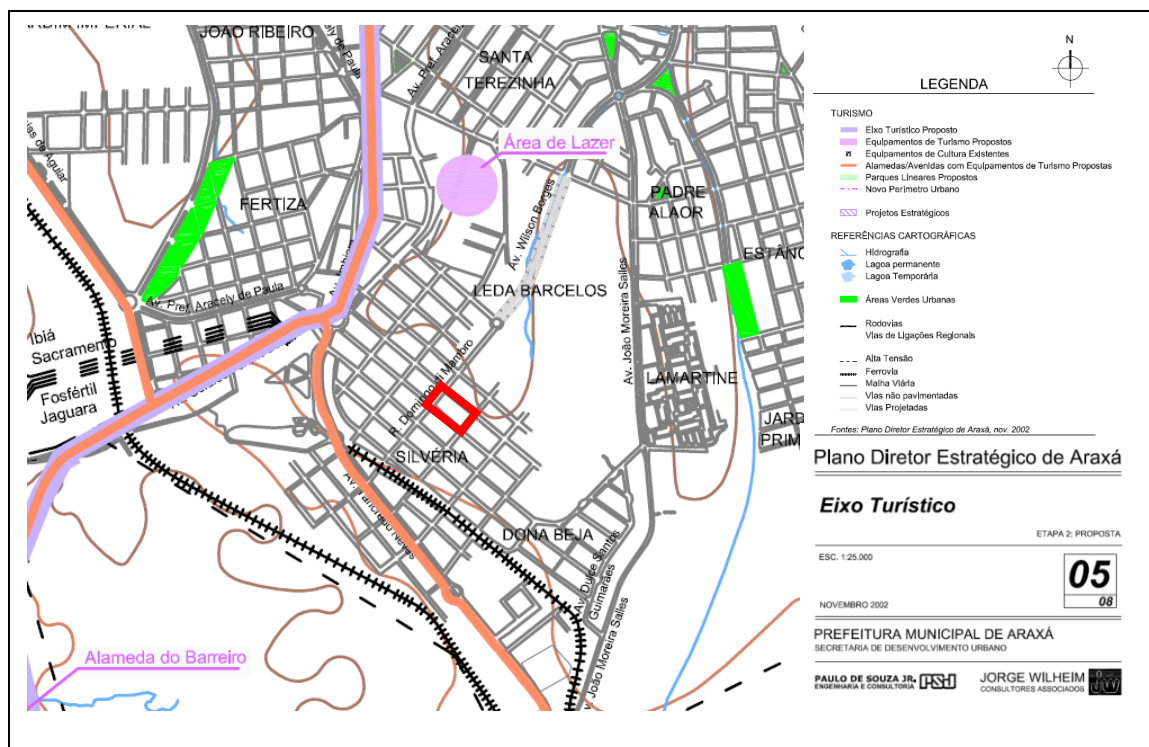 JOÃO RIBEIRO
SANTA
TEREZINHA
Área de Lazer
FERTIZA
PADRE
ALAOR
Av. Wilson Borges
LEDA BARCELOS
Av. Pref. Aracely de Paula
Av. João Moreira Salles
Ibiá
Sacramento
Fosfértil
Jaguara
LAMARTINE
SILVÉRIA
DONA BEJA
Av. Dulce Santos
Guimarães
Av. João Moreira Salles
Alameda do Barreiro
N
LEGENDA
TURISMO
Eixo Turístico Proposto
Equipamentos de Turismo Propostos
Equipamentos de Cultura Existentes
Alamedas/Avenidas com Equipamentos de Turismo Propostas
Parques Lineares Propostos
Novo Perímetro Urbano
Projetos Estratégicos
REFERÊNCIAS CARTOGRÁFICAS
Hidrografia
Lagoa permanente
Lagoa Temporária
Áreas Verdes Urbanas
Rodovias
Vias de Ligações Regionais
Alta Tensão
Ferrovia
Malha Viária
Vias não pavimentadas
Vias Projetadas
Fontes: Plano Diretor Estratégico de Araxá, nov. 2002
Plano Diretor Estratégico de Araxá
Eixo Turístico
ETAPA 2: PROPOSTA
ESC. 1:25.000
05
08
NOVEMBRO 2002
PREFEITURA MUNICIPAL DE ARAXÁ
SECRETARIA DE DESENVOLVIMENTO URBANO
PAULO DE SOUZA JR.
ENGENHARIA E CONSULTORIA
PSJ
JORGE WILHEIM
CONSULTORES ASSOCIADOS
jw